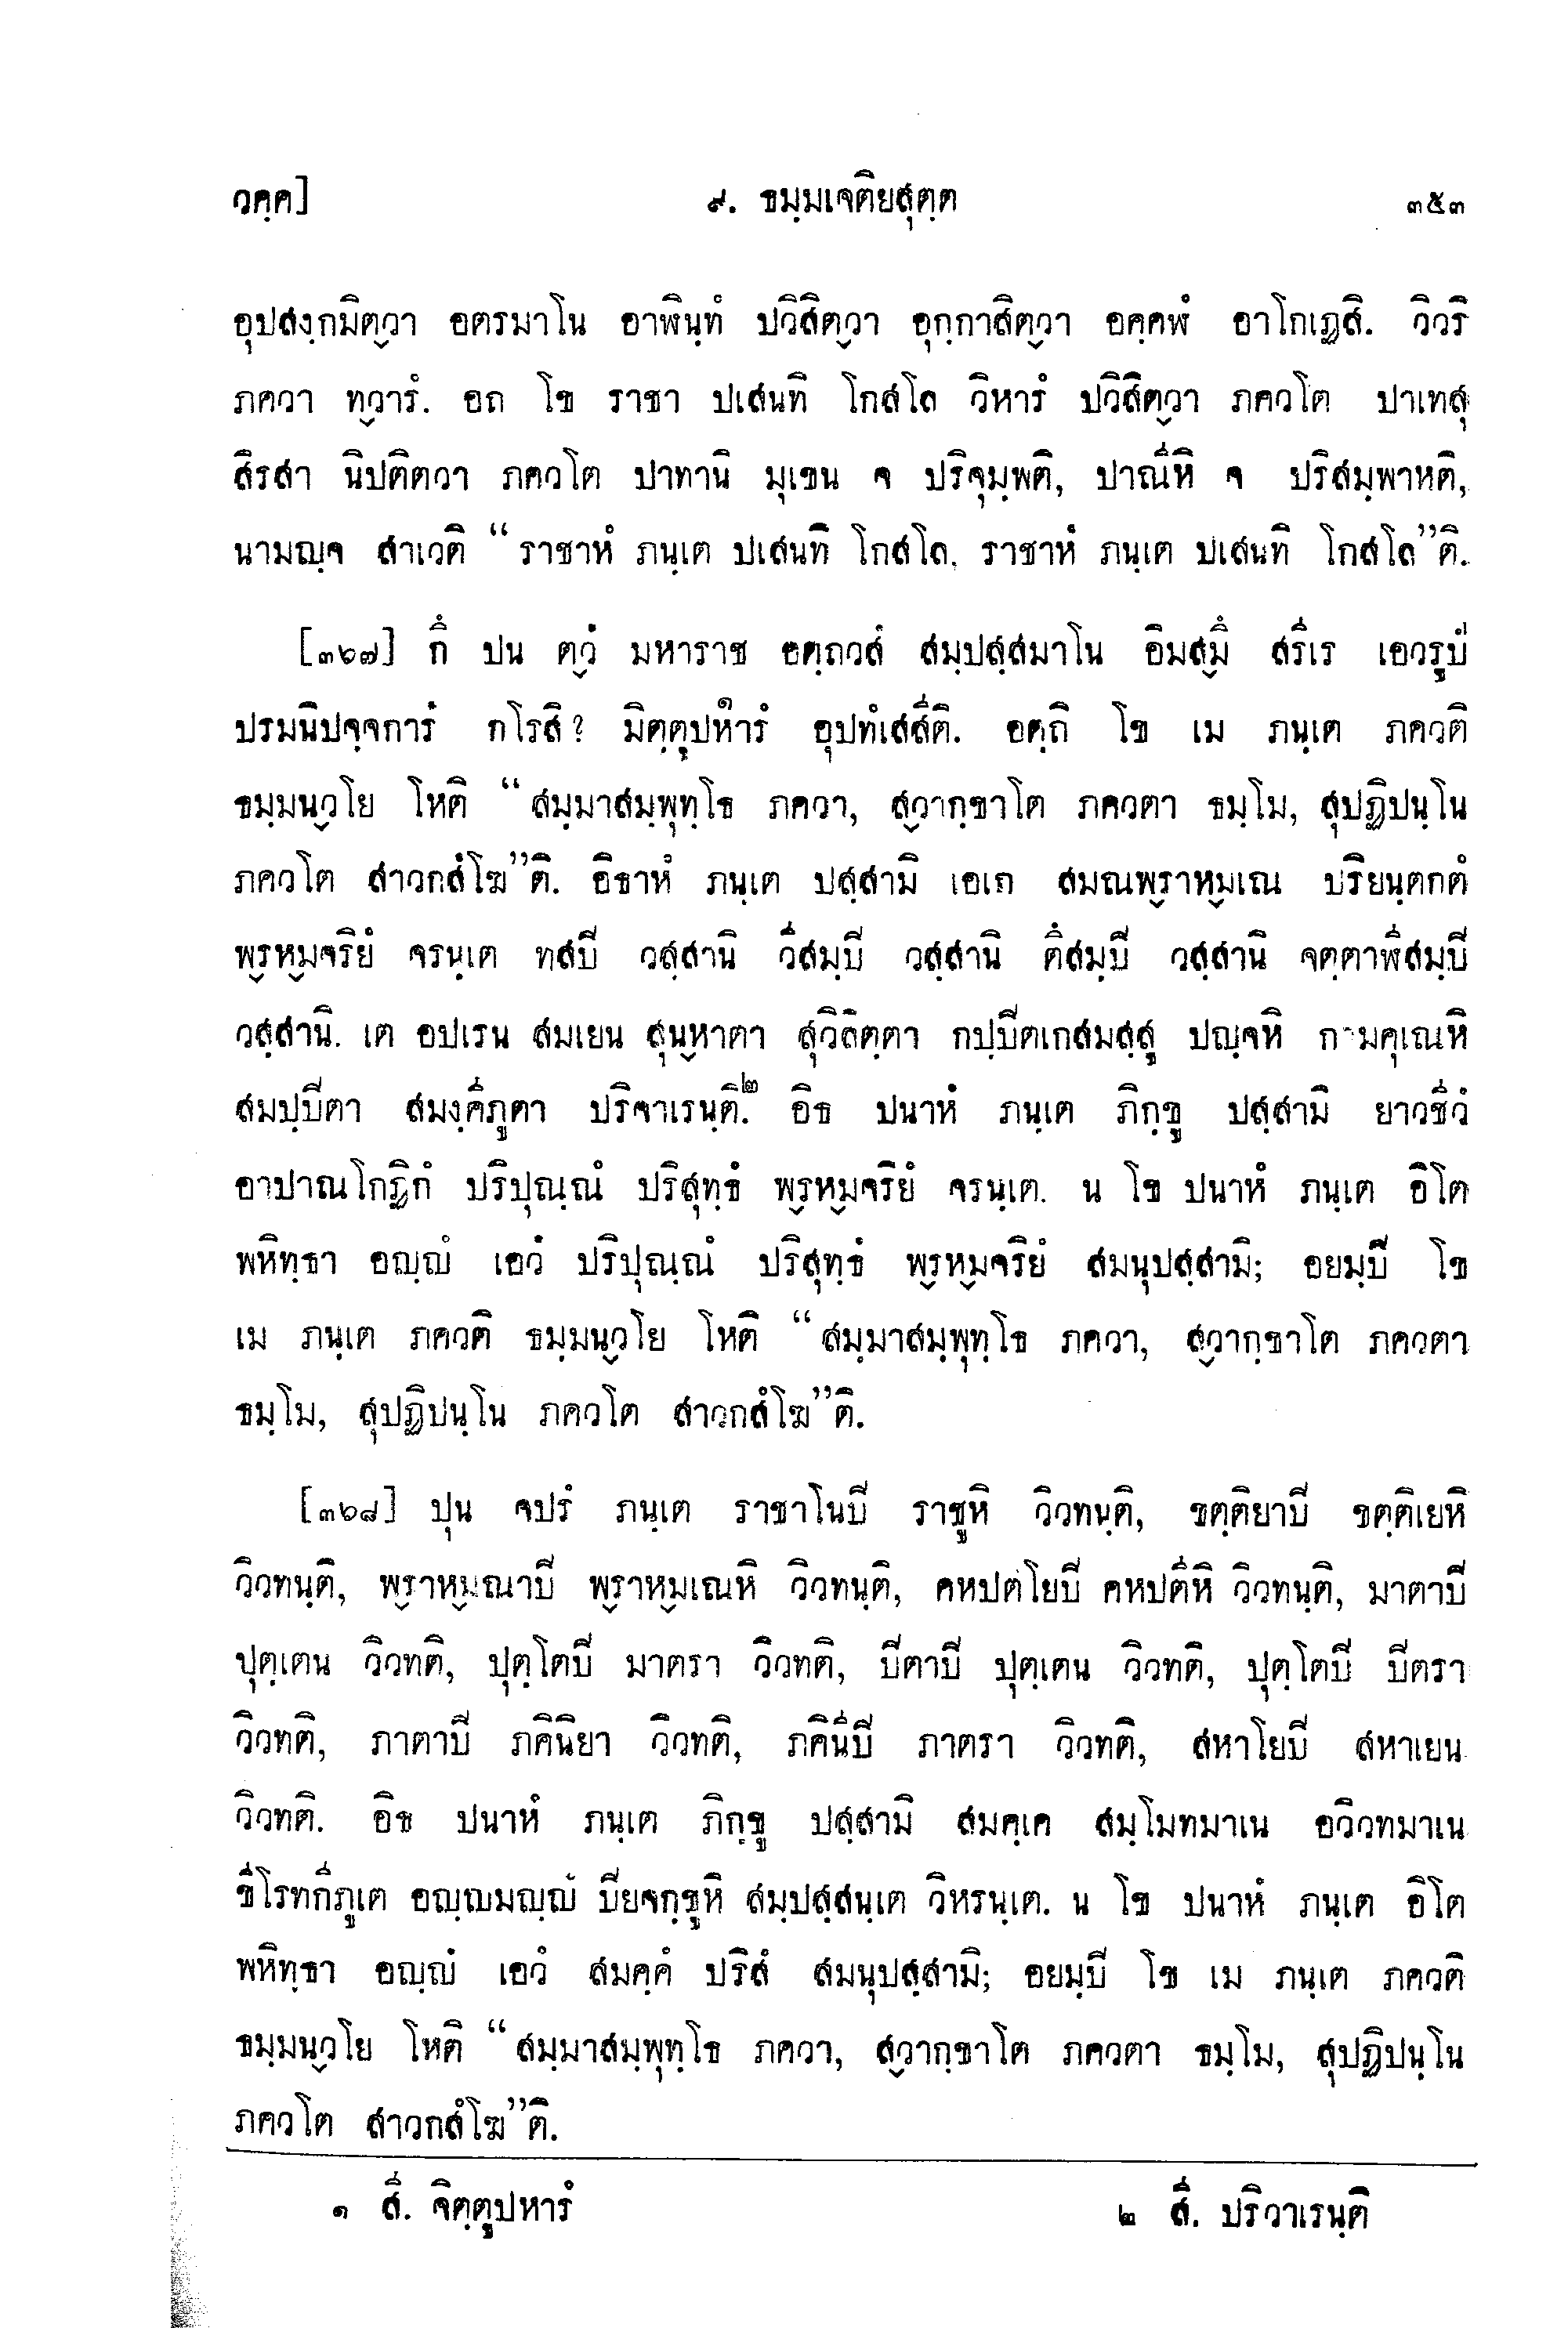 วคฺค] ๙. ธมฺมเจติยสุตฺต ๓๕๓
อุปสงฺกมิตฺวา อตรมาโน อาฬินฺทํ ปวิสิตฺวา อุกฺกาสิตฺวา อคฺคฬํ อาโกเฏสิ. วิวริ
ภควา ทฺวารํ. อถ โข ราชา ปเสนทิ โกสโล วิหารํ ปวิสิตฺวา ภควโต ปาเทสุ
สิรสา นิปติตวา ภควโต ปาทานิ มุเขน จ ปริจุมฺพติ, ปาณีหิ จ ปริสมฺพาหติ,
นามญฺจ สาเวติ “ราชาหํ ภนฺเต ปเสนทิ โกสโล, ราชาหํ ภนฺเต ปเสนทิ โกสโล”ติ.
[๓๖๗] กึ ปน ตฺวํ มหาราช อตฺถวสํ สมฺปสฺสมาโน อิมสฺมึ สรีเร เอวรูปํ
ปรมนิปจฺจการํ กโรสิ? มิตฺตุปหํ๑ารํ อุปทํเสสีติ. อตฺถิ โข เม ภนฺเต ภควติ
ธมฺมนฺวโย โหติ “สมฺมาสมฺพุทฺโธ ภควา, สฺวากฺขาโต ภควตา ธมฺโม, สุปฏิปนฺโน
ภควโต สาวกสํโฆ”ติ. อิธาหํ ภนฺเต ปสฺสามิ เอเก สมณพฺราหฺมเณ ปริยนฺตกตํ
พฺรหฺมจริยํ จรนฺเต ทสปิ วสฺสานิ วีสมฺปิ วสฺสานิ ตึสมฺปิ วสฺสานิ จตฺตาฬีสมฺปิ
วสฺสานิ. เต อปเรน สมเยน สุนฺหาตา สุวิลิตฺตา กปฺปิตเกสมสฺสู ปญฺจหิ กามคุเณหิ
สมปฺปิตา สมงฺคีภูตา ปริจาเรนฺติ.๒ อิธ ปนาหํ ภนฺเต ภิกฺขู ปสฺสามิ ยาวชีวํ
อาปาณโกฏิกํ ปริปุณฺณํ ปริสุทฺธํ พฺรหฺมจริยํ จรนฺเต. น โข ปนาหํ ภนฺเต อิโต
พหิทฺธา อญฺญํ เอวํ ปริปุณฺณํ ปริสุทฺธํ พฺรหฺมจริยํ สมนุปสฺสามิ; อยมฺปิ โข
เม ภนฺเต ภควติ ธมฺมนฺวโย โหติ “สมฺมาสมฺพุทฺโธ ภควา, สฺวากฺขาโต ภควตา
ธมฺโม, สุปฏิปนฺโน ภควโต สาวกสํโฆ”ติ.
[๓๖๘] ปุน จปรํ ภนฺเต ราชาโนปิ ราชูหิ วิวทนฺติ, ขตฺติยาปิ ขตฺติเยหิ
วิวทนฺติ, พฺราหฺมณาปิ พฺราหฺมเณหิ วิวทนฺติ, คหปตโยปิ คหปตีหิ วิวทนฺติ, มาตาปิ
ปุตฺเตน วิวทติ, ปุตฺโตปิ มาตรา วิวทติ, ปิตาปิ ปุตฺเตน วิวทติ, ปุตฺโตปิ ปิตรา
วิวทติ, ภาตาปิ ภคินิยา วิวทติ, ภคินีปิ ภาตรา วิวทติ, สหาโยปิ สหาเยน
วิวทติ. อิธ ปนาหํ ภนฺเต ภิกฺขู ปสฺสามิ สมคฺเค สมฺโมทมาเน อวิวทมาเน
ขีโรทกีภูเต อญฺญมญฺญํ ปิยจกฺขูหิ สมฺปสฺสนฺเต วิหรนฺเต. น โข ปนาหํ ภนฺเต อิโต
พหิทฺธา อญฺญํ เอวํ สมคฺคํ ปริสํ สมนุปสฺสามิ; อยมฺปิ โข เม ภนฺเต ภควติ
ธมฺมนฺวโย โหติ “สมฺมาสมฺพุทฺโธ ภควา, สฺวากฺขาโต ภควตา ธมฺโม, สุปฏิปนฺโน
ภควโต สาวกสํโฆ”ติ.
๑ สี. จิตฺตุปหารํ ๒ สี. ปริวาเรนฺติ